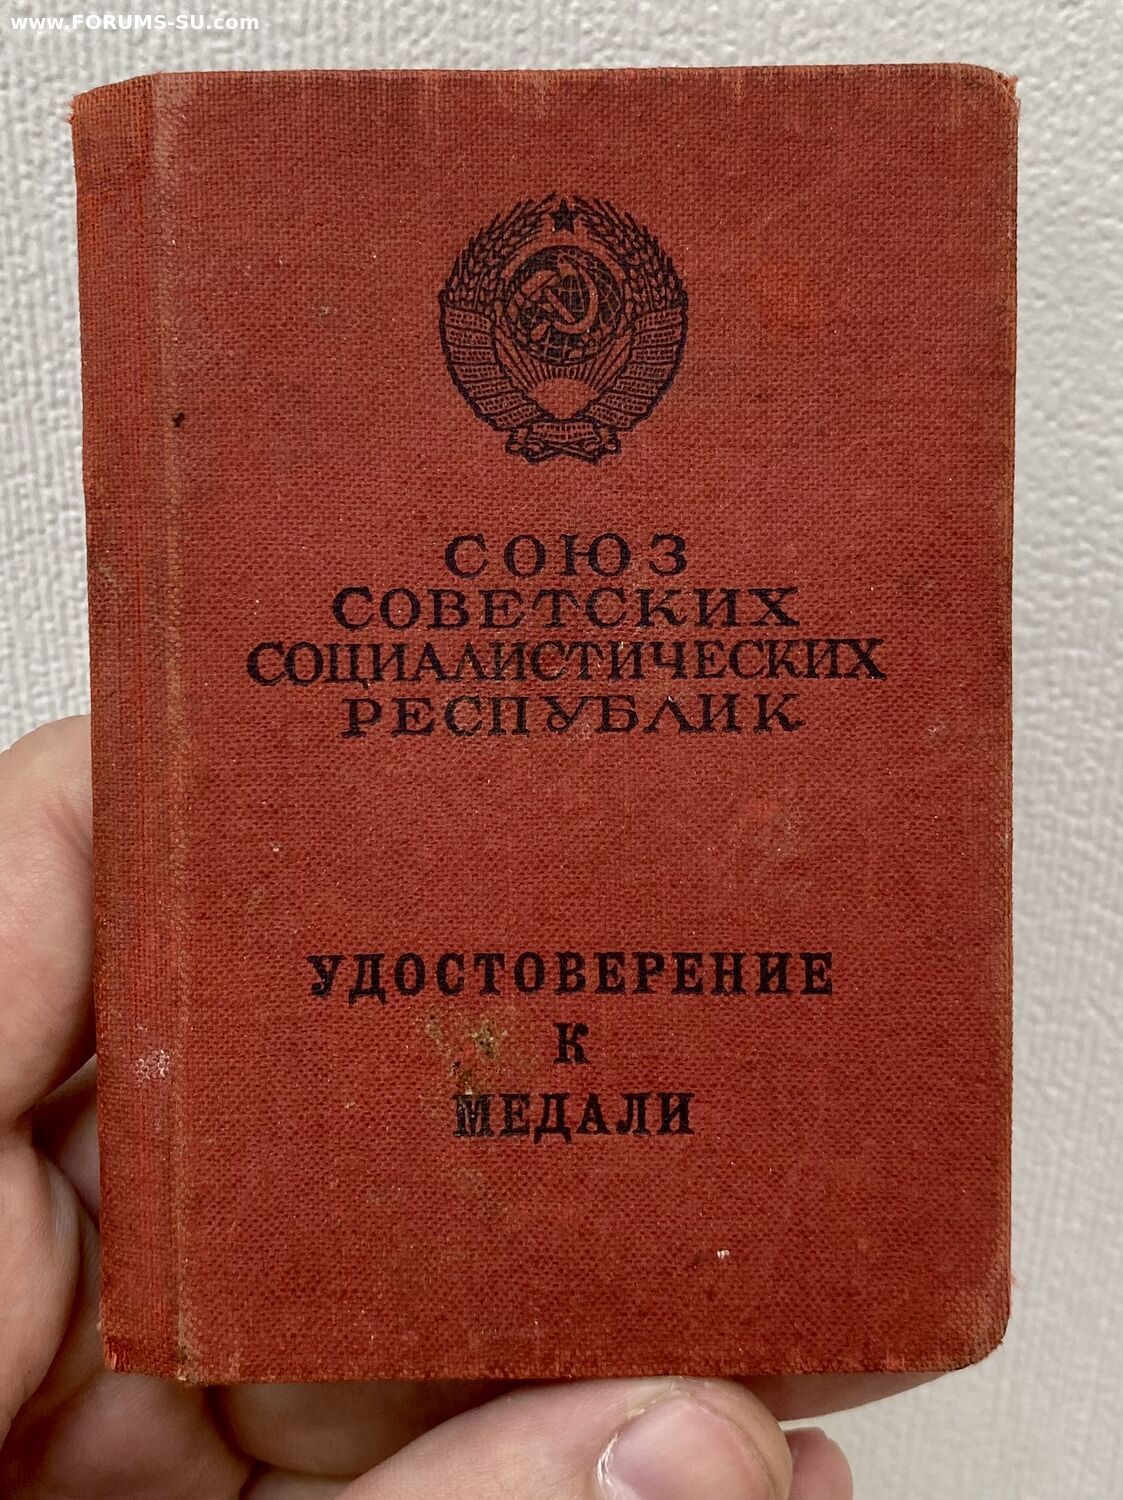 www.FORUMS-SU.com
СОЮЗ
СОВЕТСКИХ
СОЦИАЛИСТИЧЕСКИХ
РЕСПУБЛИК
УДОСТОВЕРЕНИЕ
К
МЕДАЛИ